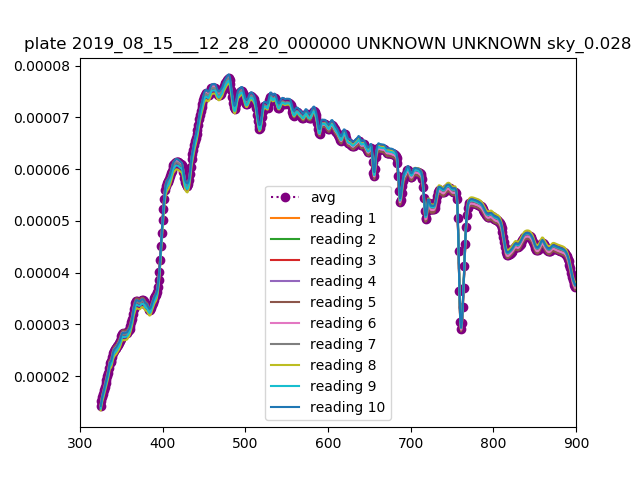 plate 2019_08_15___12_28_20_000000 UNKNOWN UNKNOWN sky_0.028
0.00008
0.00007
0.00006
0.00005
0.00004
0.00003
0.00002
avg
reading 1
reading 2
reading 3
reading 4
reading 5
reading 6
reading 7
reading 8
reading 9
reading 10
300 400 500 600 700 800 900